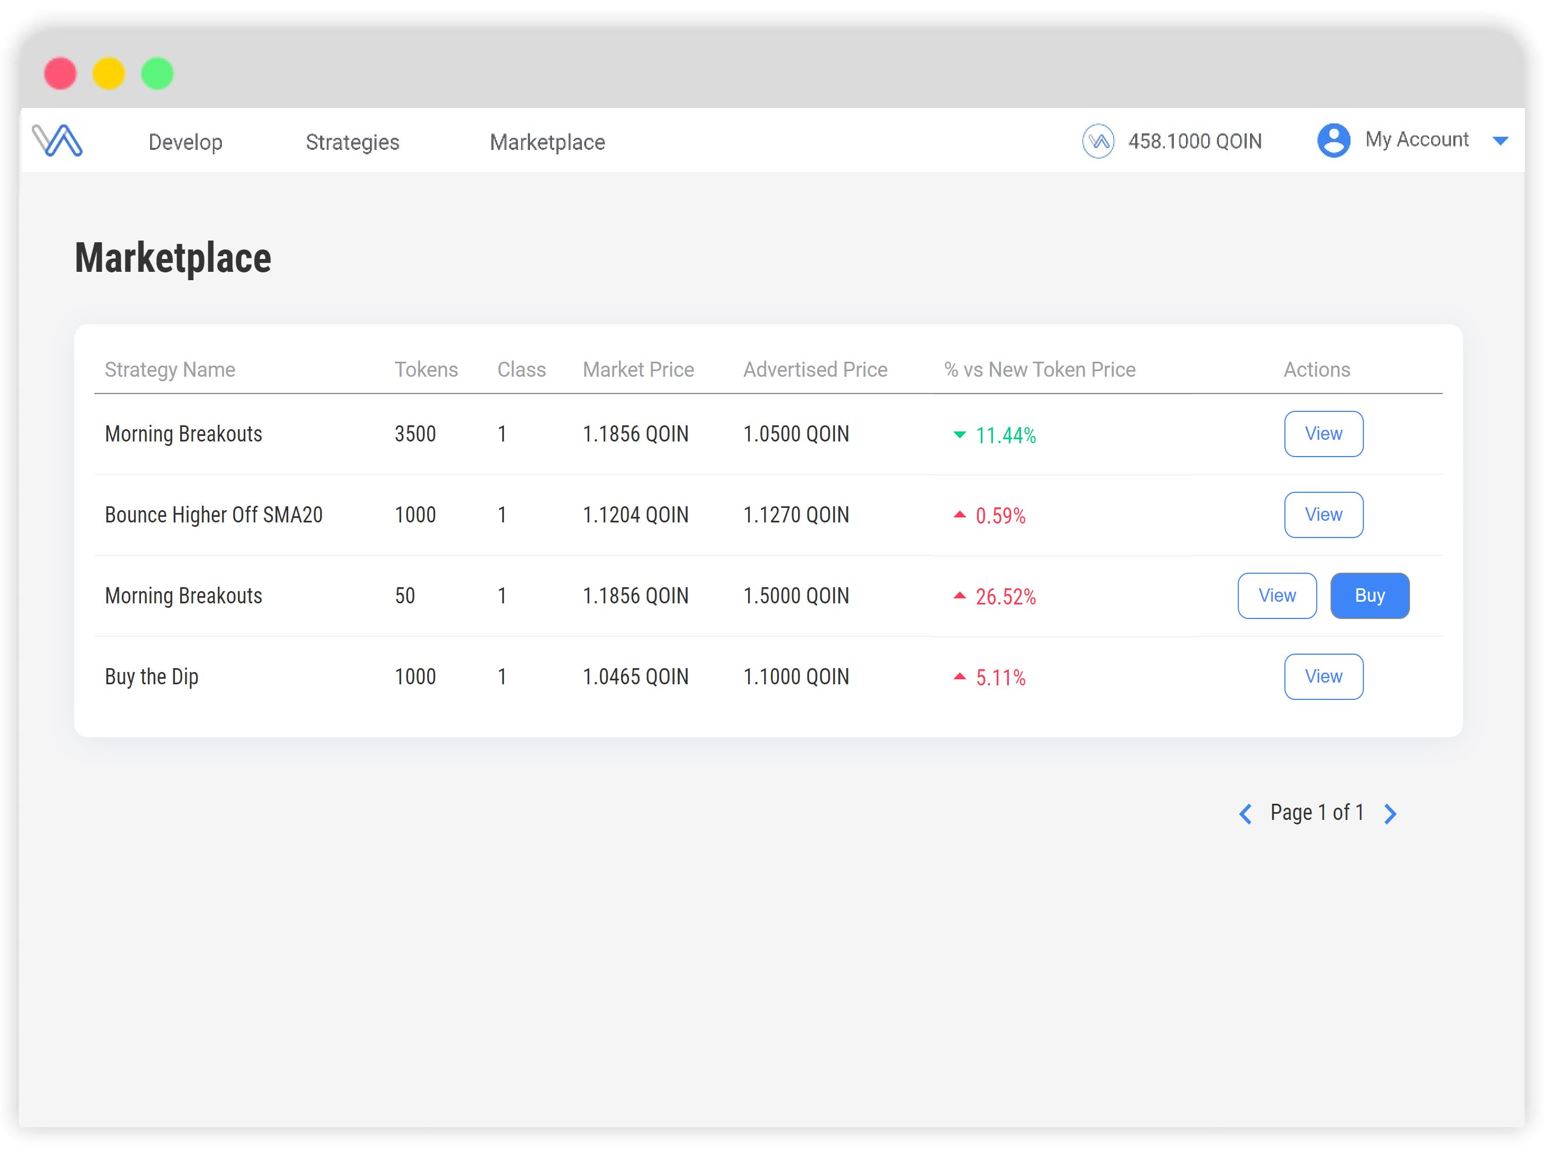 Develop Strategies Marketplace 458.1000 QOIN My Account
Marketplace
Strategy Name Tokens Class Market Price Advertised Price % vs New Token Price Actions
Morning Breakouts 3500 1 1.1856 QOIN 1.0500 QOIN 11.44% View
Bounce Higher Off SMA20 1000 1 1.1204 QOIN 1.1270 QOIN 0.59% View
Morning Breakouts 50 1 1.1856 QOIN 1.5000 QOIN 26.52% View Buy
Buy the Dip 1000 1 1.0465 QOIN 1.1000 QOIN 5.11% View
Page 1 of 1